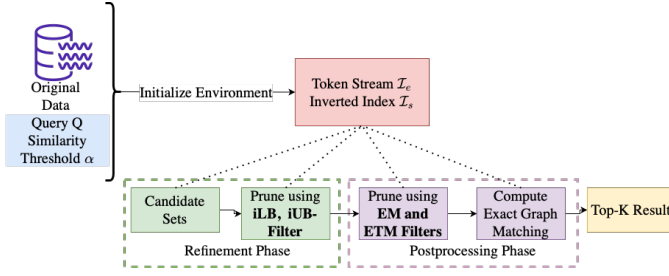 Original
Data
Query Q
Similarity
Threshold α
Initialize Environment
Token Stream ℐₑ
Inverted Index ℐₛ
Candidate
Sets
Prune using
iLB, iUB-
Filter
Refinement Phase
Prune using
EM and
ETM Filters
Compute
Exact Graph
Matching
Postprocessing Phase
Top-K Result